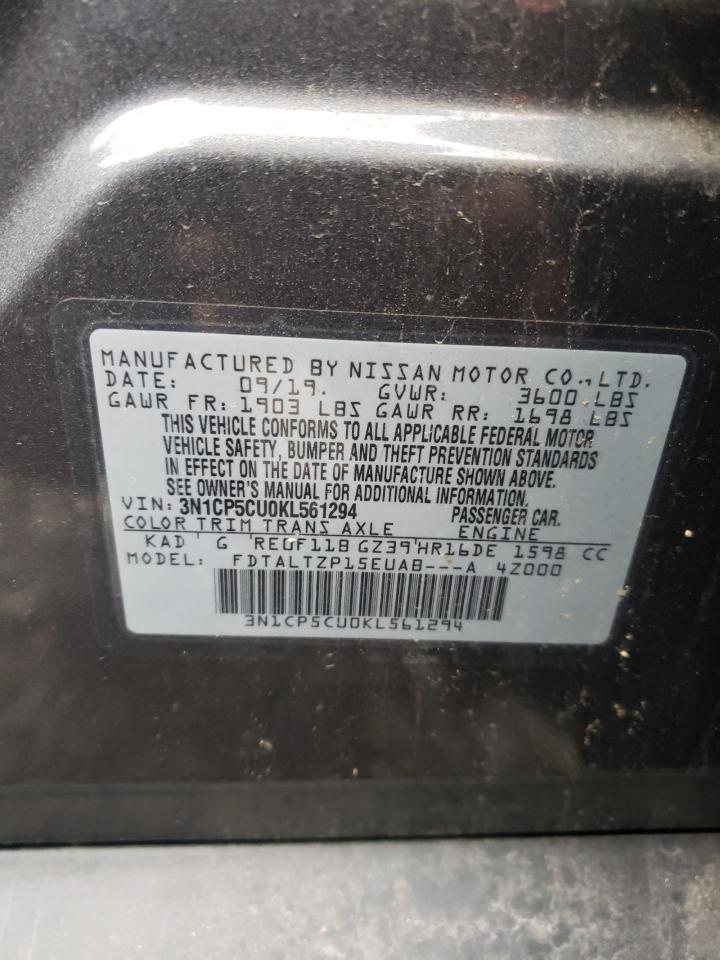 MANUFACTURED BY NISSAN MOTOR CO., LTD.
DATE: 09/19. GVWR: 3600 LBS
GAWR FR: 1903 LBS GAWR RR: 1698 LBS
THIS VEHICLE CONFORMS TO ALL APPLICABLE FEDERAL MOTOR
VEHICLE SAFETY, BUMPER AND THEFT PREVENTION STANDARDS
IN EFFECT ON THE DATE OF MANUFACTURE SHOWN ABOVE.
SEE OWNER'S MANUAL FOR ADDITIONAL INFORMATION.
VIN: 3N1CP5CU0KL561294 PASSENGER CAR.
COLOR TRIM TRANS AXLE ENGINE
KAD G RE0F11B GZ39 HR16DE 1598 CC
MODEL: FDTALTZP15EUAB---A 4Z000
3N1CP5CU0KL561294